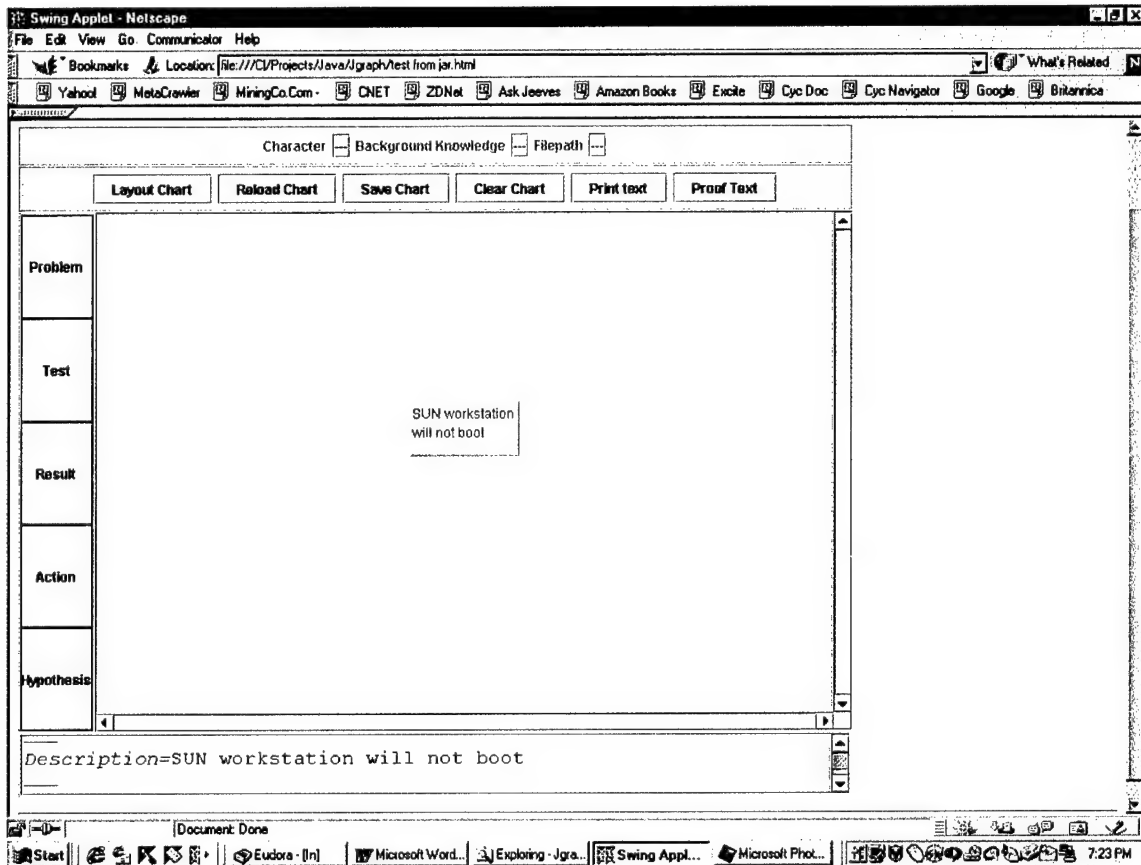 Swing Applet - Netscape
File Edit View Go Communicator Help
Bookmarks Location: file:///C|/Projects/Java/Jgraph/test from jar.html What's Related N
Yahoo! MetaCrawler MiningCo.Com - CNET ZDNet Ask Jeeves Amazon Books Excite Cyc Doc Cyc Navigator Google Britannica
Character --- Background Knowledge --- Filepath ---
Layout Chart Reload Chart Save Chart Clear Chart Print text Proof Text
Problem
Test
SUN workstation
will not boot
Result
Action
Hypothesis
Description=SUN workstation will not boot
Document: Done
Start Eudora - [In] Microsoft Word... Exploring - Jgra... Swing Appl... Microsoft Phot... 7:23 PM